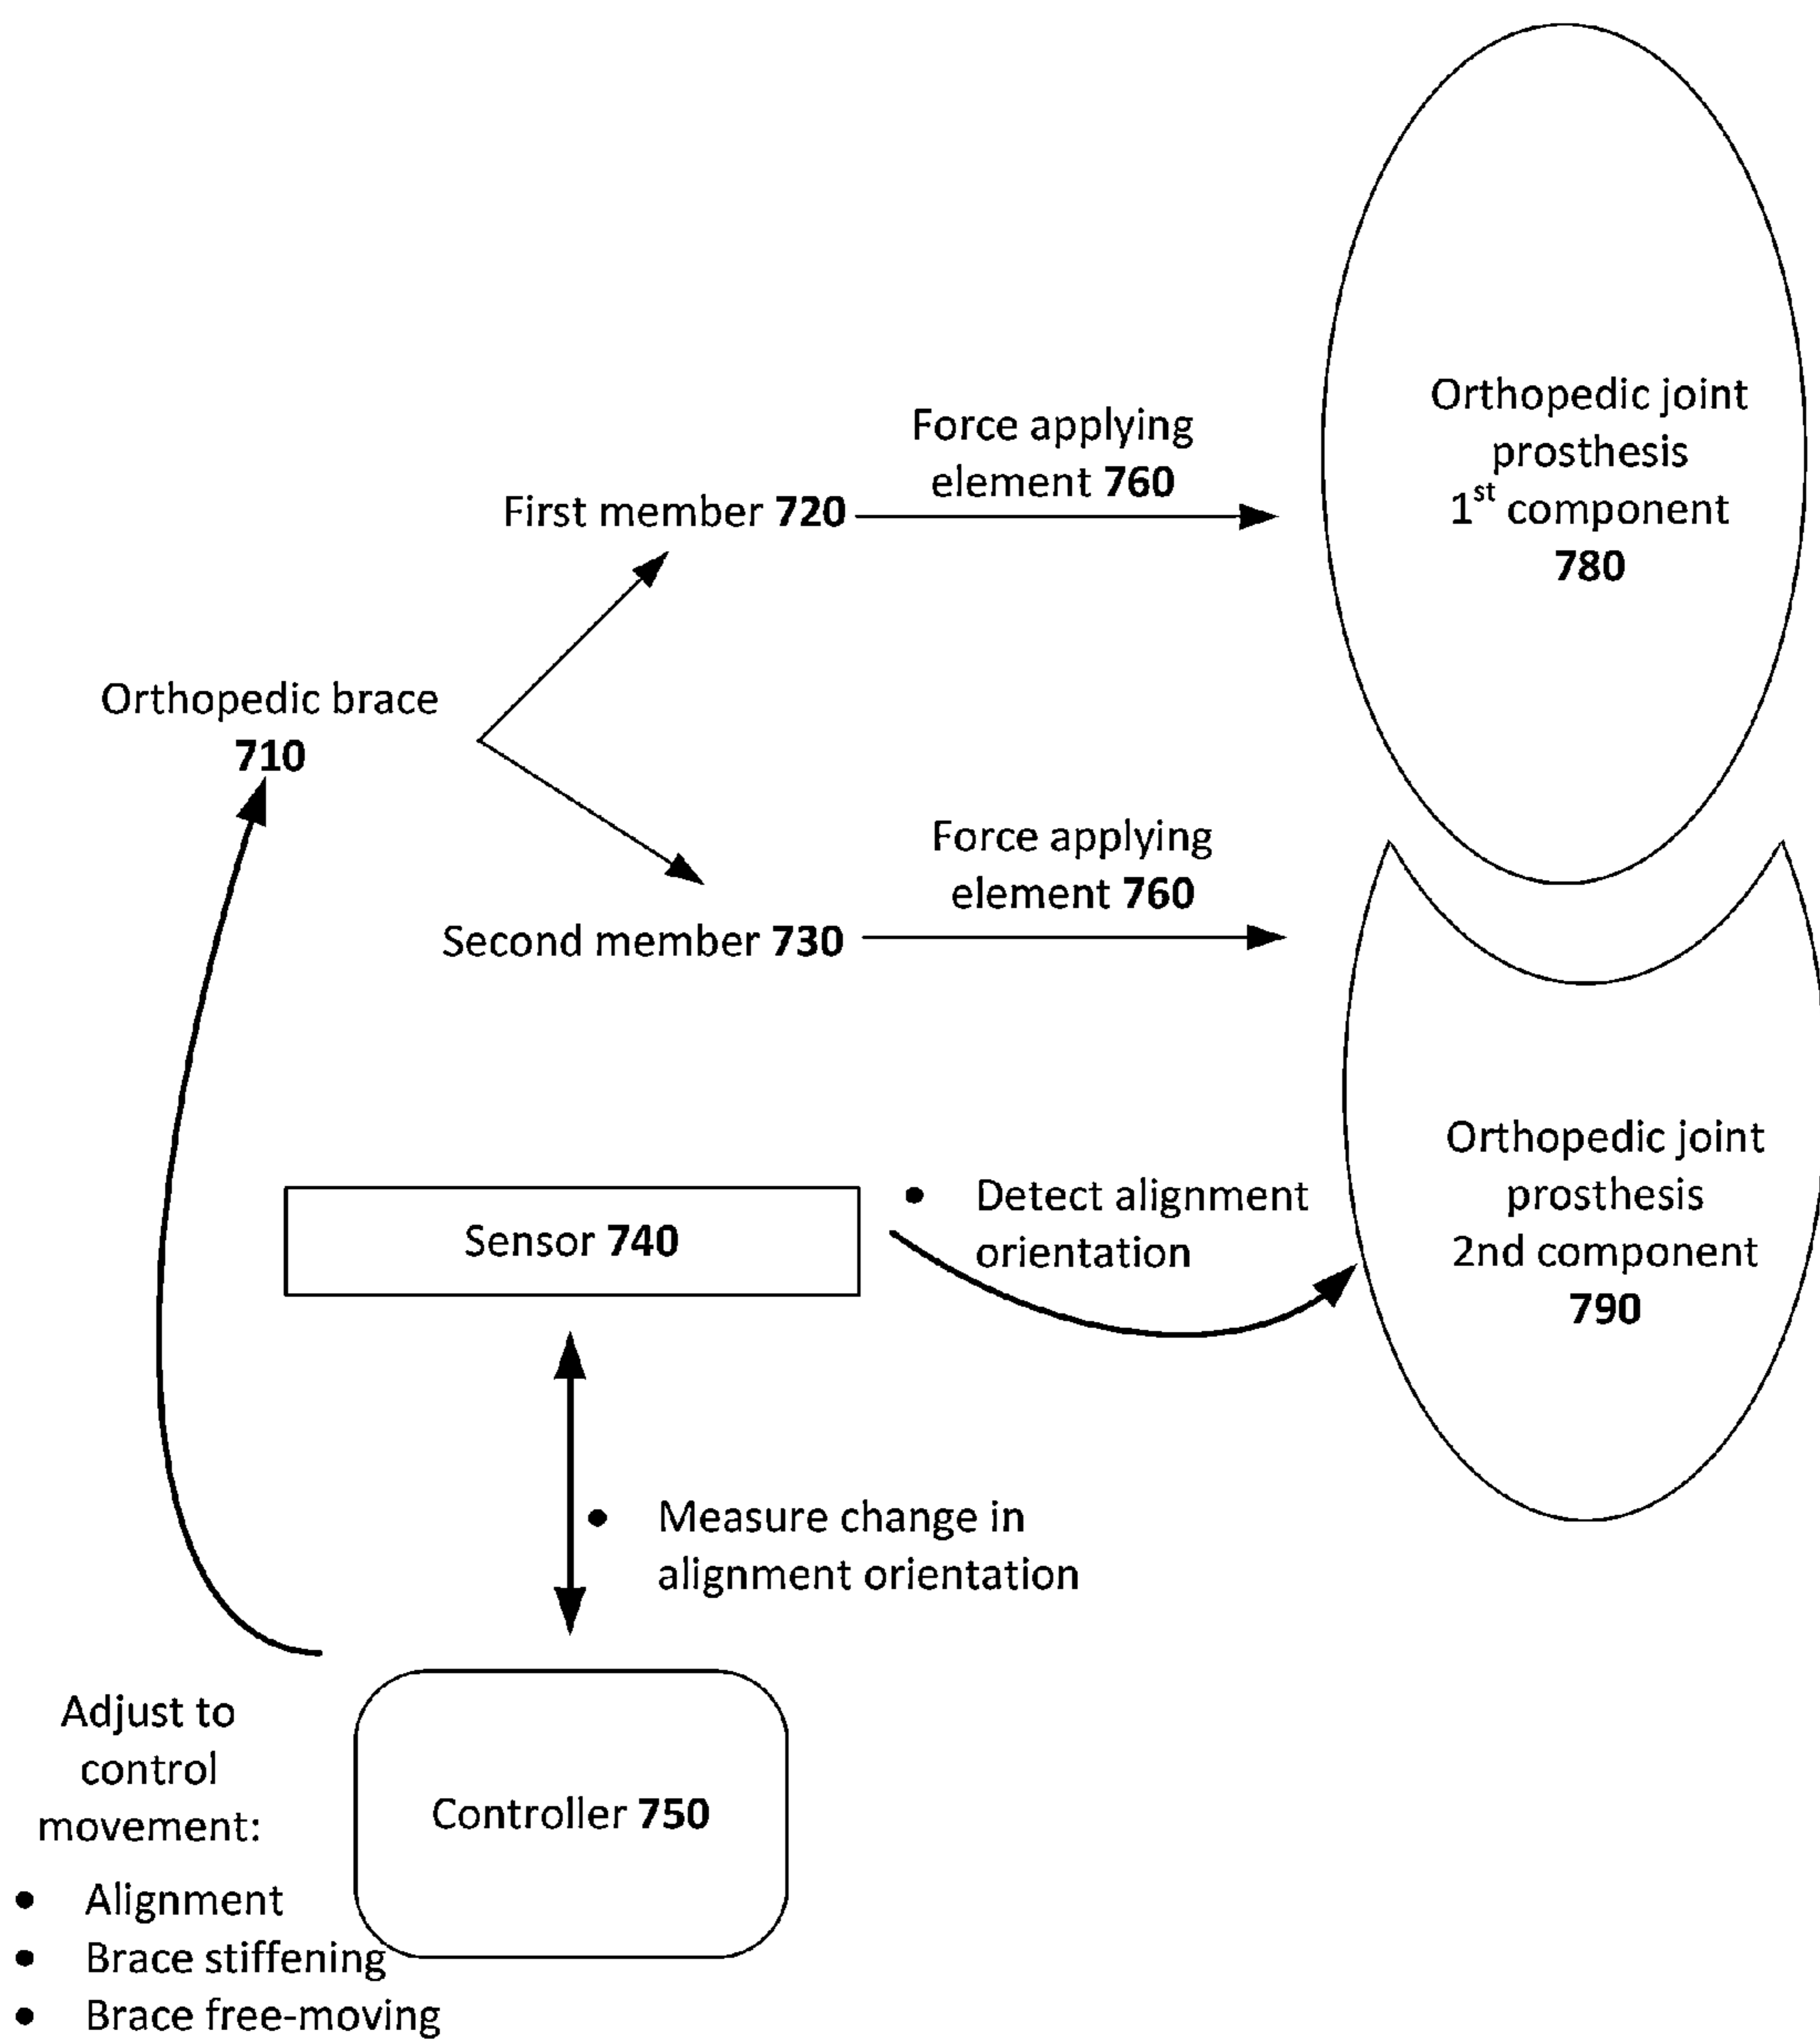 Orthopedic joint
prosthesis
1st component
780
Force applying
element 760
First member 720
Orthopedic brace
710
Force applying
element 760
Second member 730
Orthopedic joint
prosthesis
2nd component
790
• Detect alignment
orientation
Sensor 740
• Measure change in
alignment orientation
Adjust to
control
movement:
• Alignment
• Brace stiffening
• Brace free-moving
Controller 750